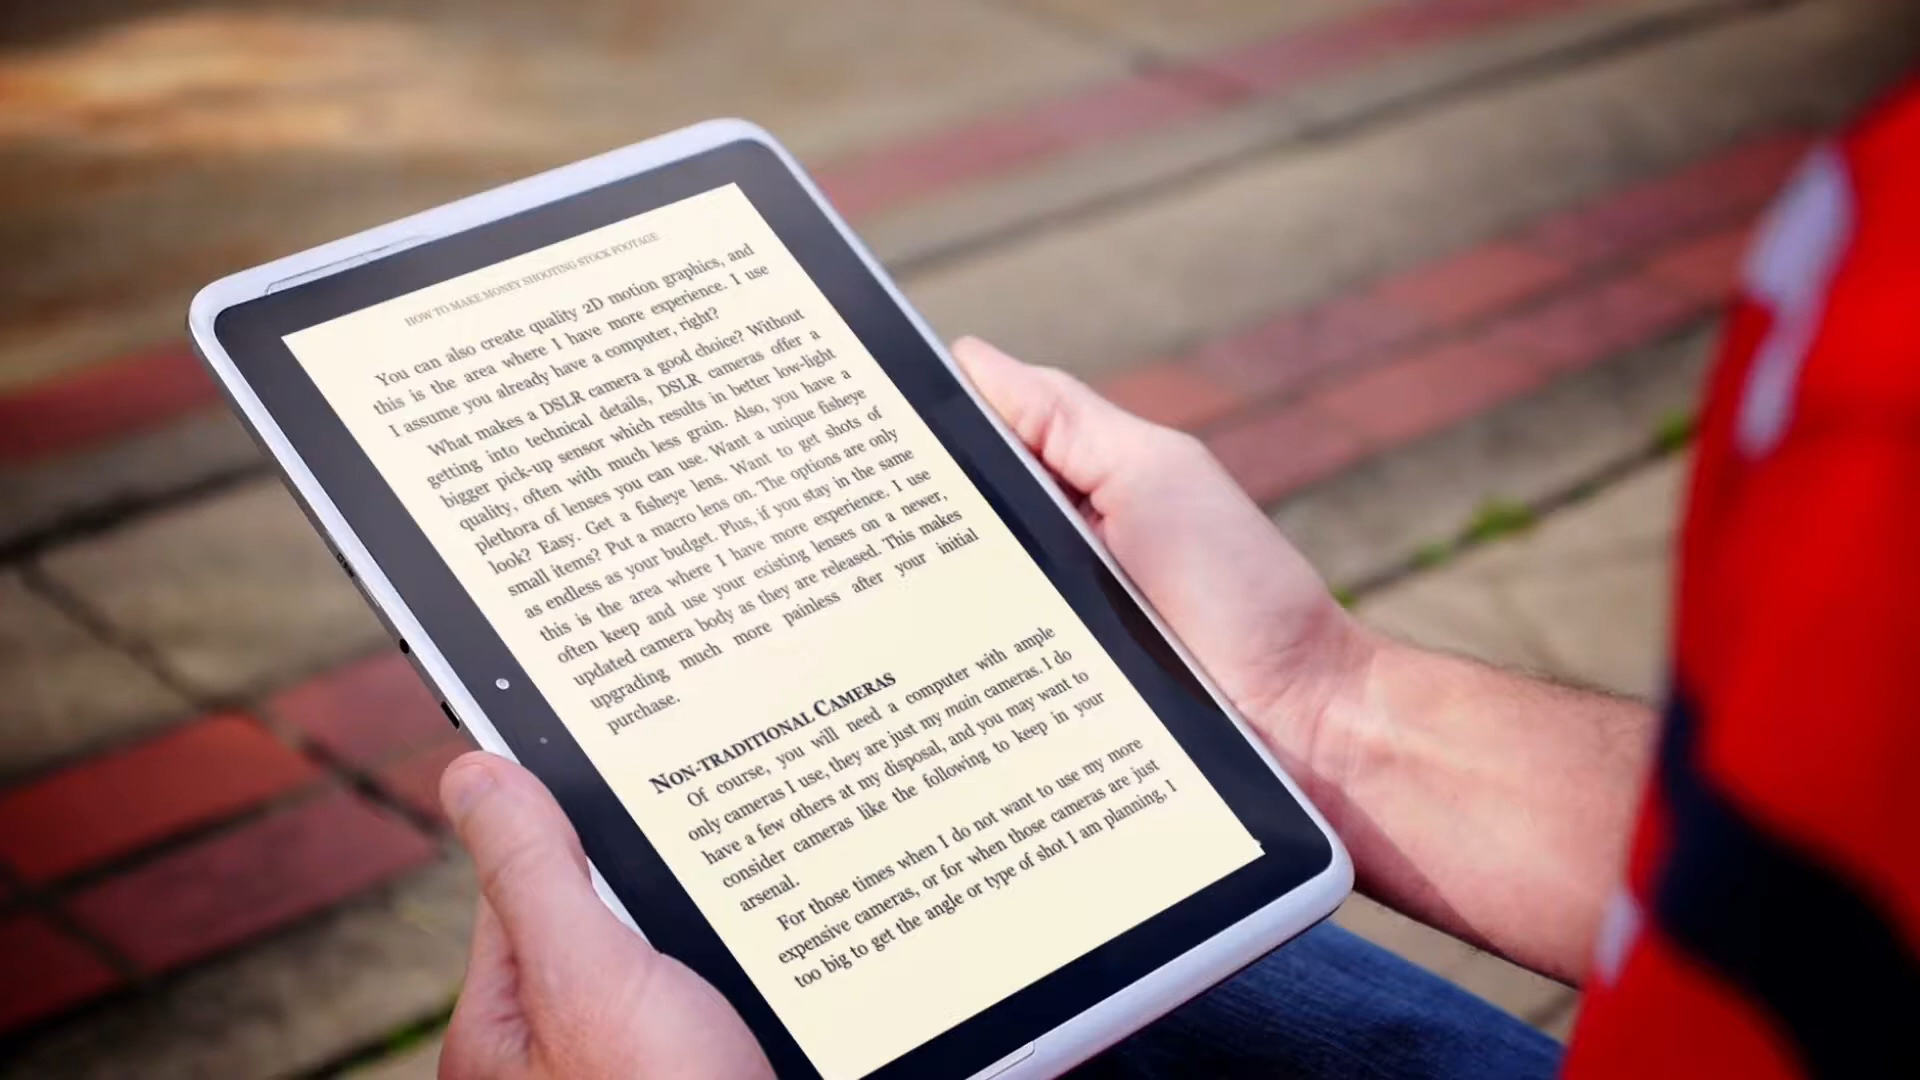 HOW TO MAKE MONEY SHOOTING STOCK FOOTAGE
You can also create quality 2D motion graphics, and
this is the area where I have more experience. I use
I assume you already have a computer, right?
What makes a DSLR camera a good choice? Without
getting into technical details, DSLR cameras offer a
bigger pick-up sensor which results in better low-light
quality, often with much less grain. Also, you have a
plethora of lenses you can use. Want a unique fisheye
look? Easy. Get a fisheye lens. Want to get shots of
small items? Put a macro lens on. The options are only
as endless as your budget. Plus, if you stay in the same
this is the area where I have more experience. I use
often keep and use your existing lenses on a newer,
updated camera body as they are released. This makes
upgrading much more painless after your initial
purchase.
NON-TRADITIONAL CAMERAS
Of course, you will need a computer with ample
only cameras I use, they are just my main cameras. I do
have a few others at my disposal, and you may want to
consider cameras like the following to keep in your
arsenal.
For those times when I do not want to use my more
expensive cameras, or for when those cameras are just
too big to get the angle or type of shot I am planning, I